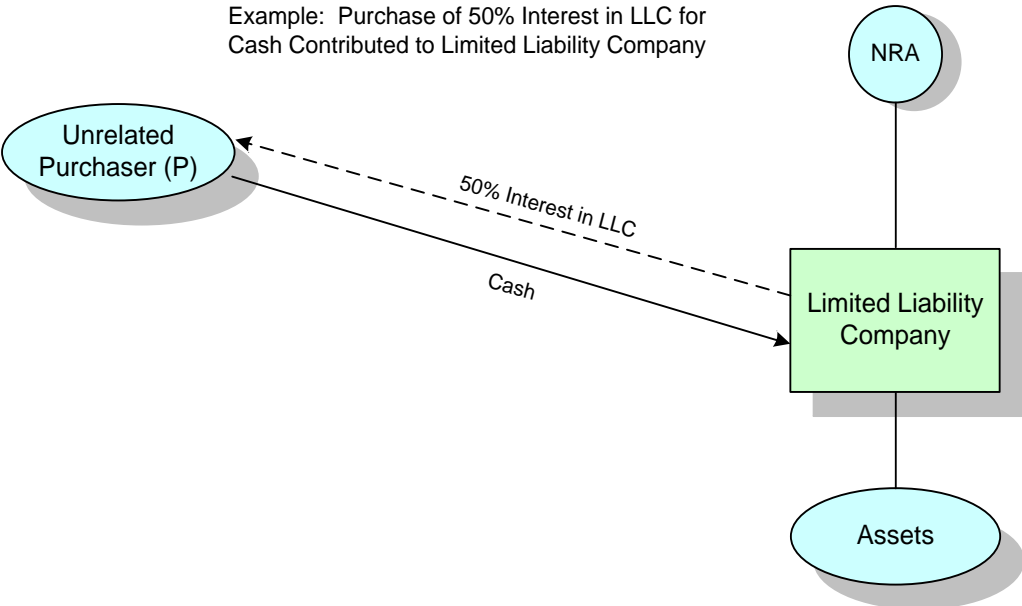 Example:  Purchase of 50% Interest in LLC for
Cash Contributed to Limited Liability Company
NRA
Unrelated
Purchaser (P)
50% Interest in LLC
Cash
Limited Liability
Company
Assets